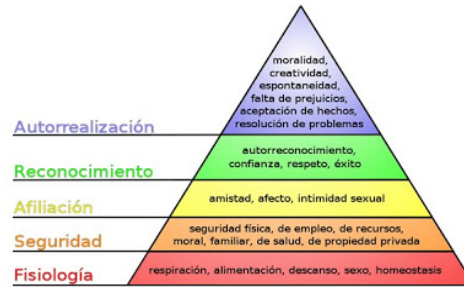 moralidad,
creatividad,
espontaneidad,
falta de prejuicios,
aceptación de hechos,
resolución de problemas
Autorrealización
autorreconocimiento,
confianza, respeto, éxito
Reconocimiento
amistad, afecto, intimidad sexual
Afiliación
seguridad física, de empleo, de recursos,
moral, familiar, de salud, de propiedad privada
Seguridad
respiración, alimentación, descanso, sexo, homeostasis
Fisiología